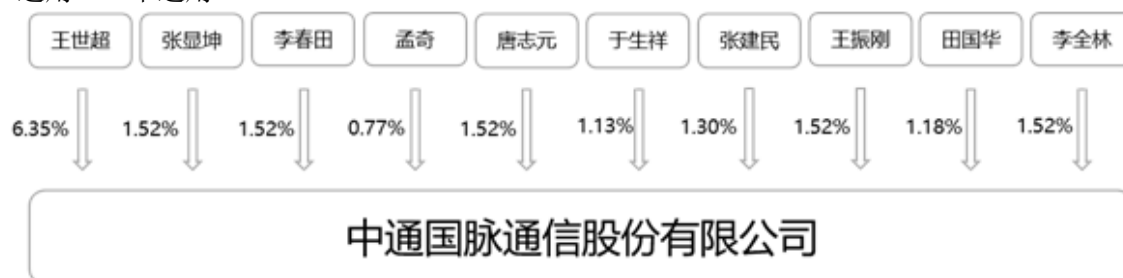 王世超 张显坤 李春田 孟奇 唐志元 于生祥 张建民 王振刚 田国华 李全林
6.35% 1.52% 1.52% 0.77% 1.52% 1.13% 1.30% 1.52% 1.18% 1.52%
中通国脉通信股份有限公司